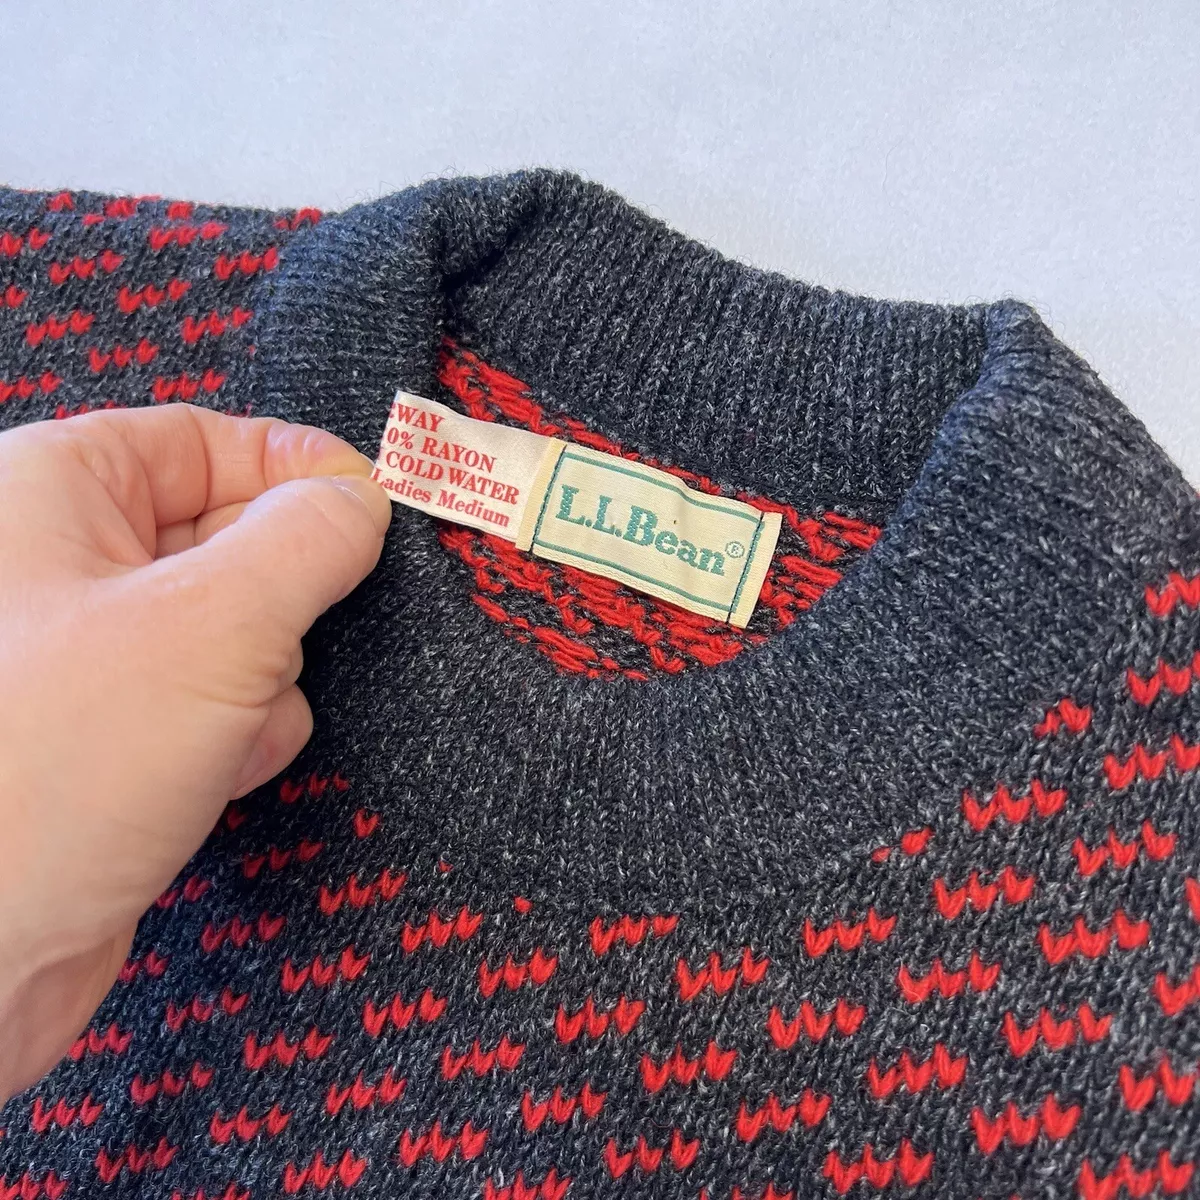 WAY
0% RAYON
COLD WATER
Ladies Medium
L.L.Bean®